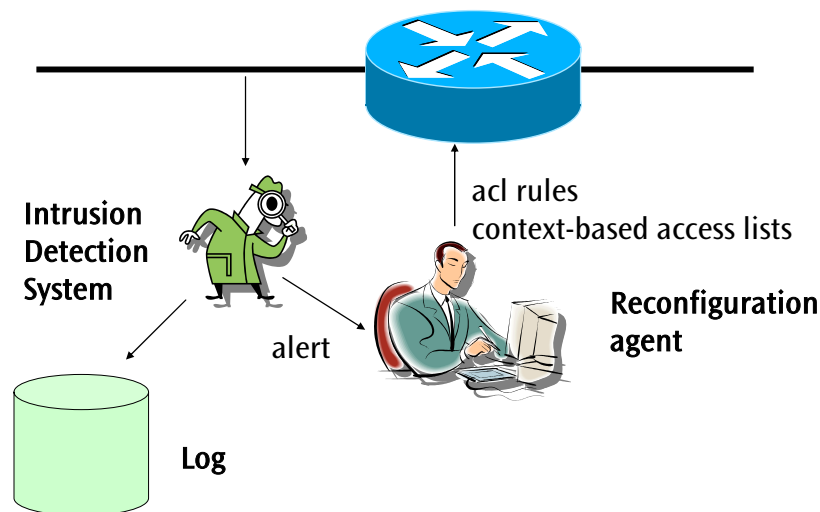 acl rules
context-based access lists
Intrusion
Detection
System
Reconfiguration
agent
alert
Log